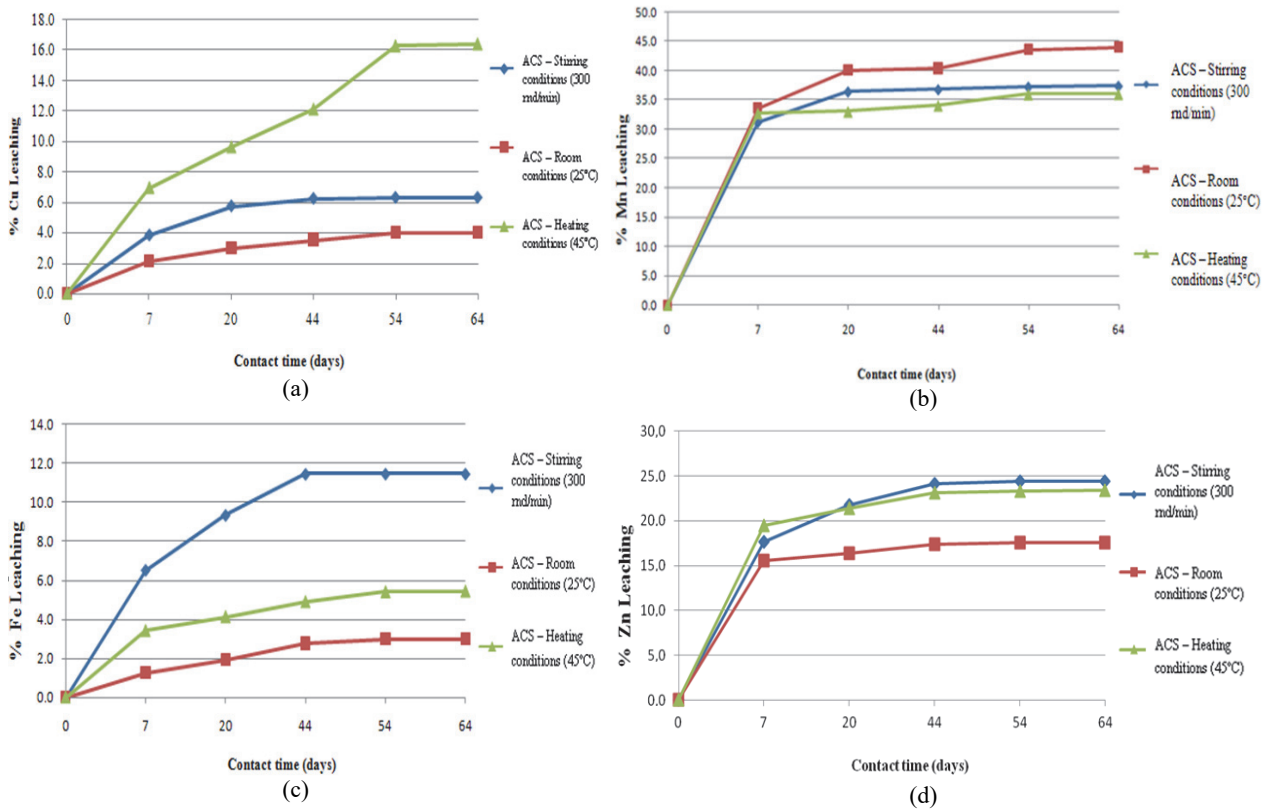 18.0
16.0
14.0
12.0
10.0
8.0
6.0
4.0
2.0
0.0
% Cu Leaching
0 7 20 44 54 64
Contact time (days)
ACS – Stirring
conditions (300
rnd/min)
ACS – Room
conditions (25°C)
ACS – Heating
conditions (45°C)
(a)
50.0
45.0
40.0
35.0
30.0
25.0
20.0
15.0
10.0
5.0
0.0
% Mn Leaching
0 7 20 44 54 64
Contact time (days)
ACS – Stirring
conditions (300
rnd/min)
ACS – Room
conditions (25°C)
ACS – Heating
conditions (45°C)
(b)
14.0
12.0
10.0
8.0
6.0
4.0
2.0
0.0
% Fe Leaching
0 7 20 44 54 64
Contact time (days)
ACS – Stirring
conditions (300
rnd/min)
ACS – Room
conditions (25°C)
ACS – Heating
conditions (45°C)
(c)
30,0
25,0
20,0
15,0
10,0
5,0
0,0
% Zn Leaching
0 7 20 44 54 64
Contact time (days)
ACS – Stirring
conditions (300
rnd/min)
ACS – Room
conditions (25°C)
ACS – Heating
conditions (45°C)
(d)